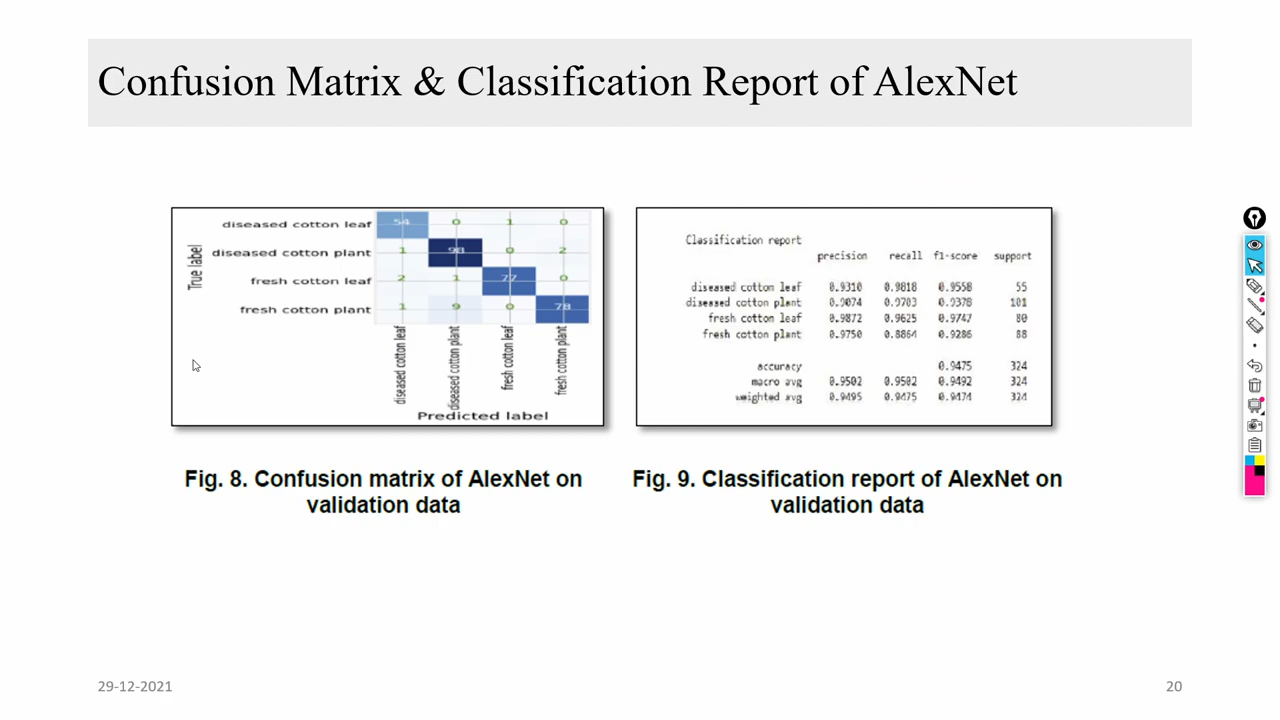 Confusion Matrix & Classification Report of AlexNet
True label
diseased cotton leaf 54 0 1 0
diseased cotton plant 1 98 0 2
fresh cotton leaf 2 1 77 0
fresh cotton plant 1 9 0 78
diseased cotton leaf
diseased cotton plant
fresh cotton leaf
fresh cotton plant
Predicted label
Classification report
precision recall f1-score support
diseased cotton leaf 0.9310 0.9818 0.9558 55
diseased cotton plant 0.9074 0.9703 0.9378 101
fresh cotton leaf 0.9872 0.9625 0.9747 80
fresh cotton plant 0.9750 0.8864 0.9286 88
accuracy 0.9475 324
macro avg 0.9502 0.9502 0.9492 324
weighted avg 0.9495 0.9475 0.9474 324
Fig. 8. Confusion matrix of AlexNet on
validation data
Fig. 9. Classification report of AlexNet on
validation data
29-12-2021
20